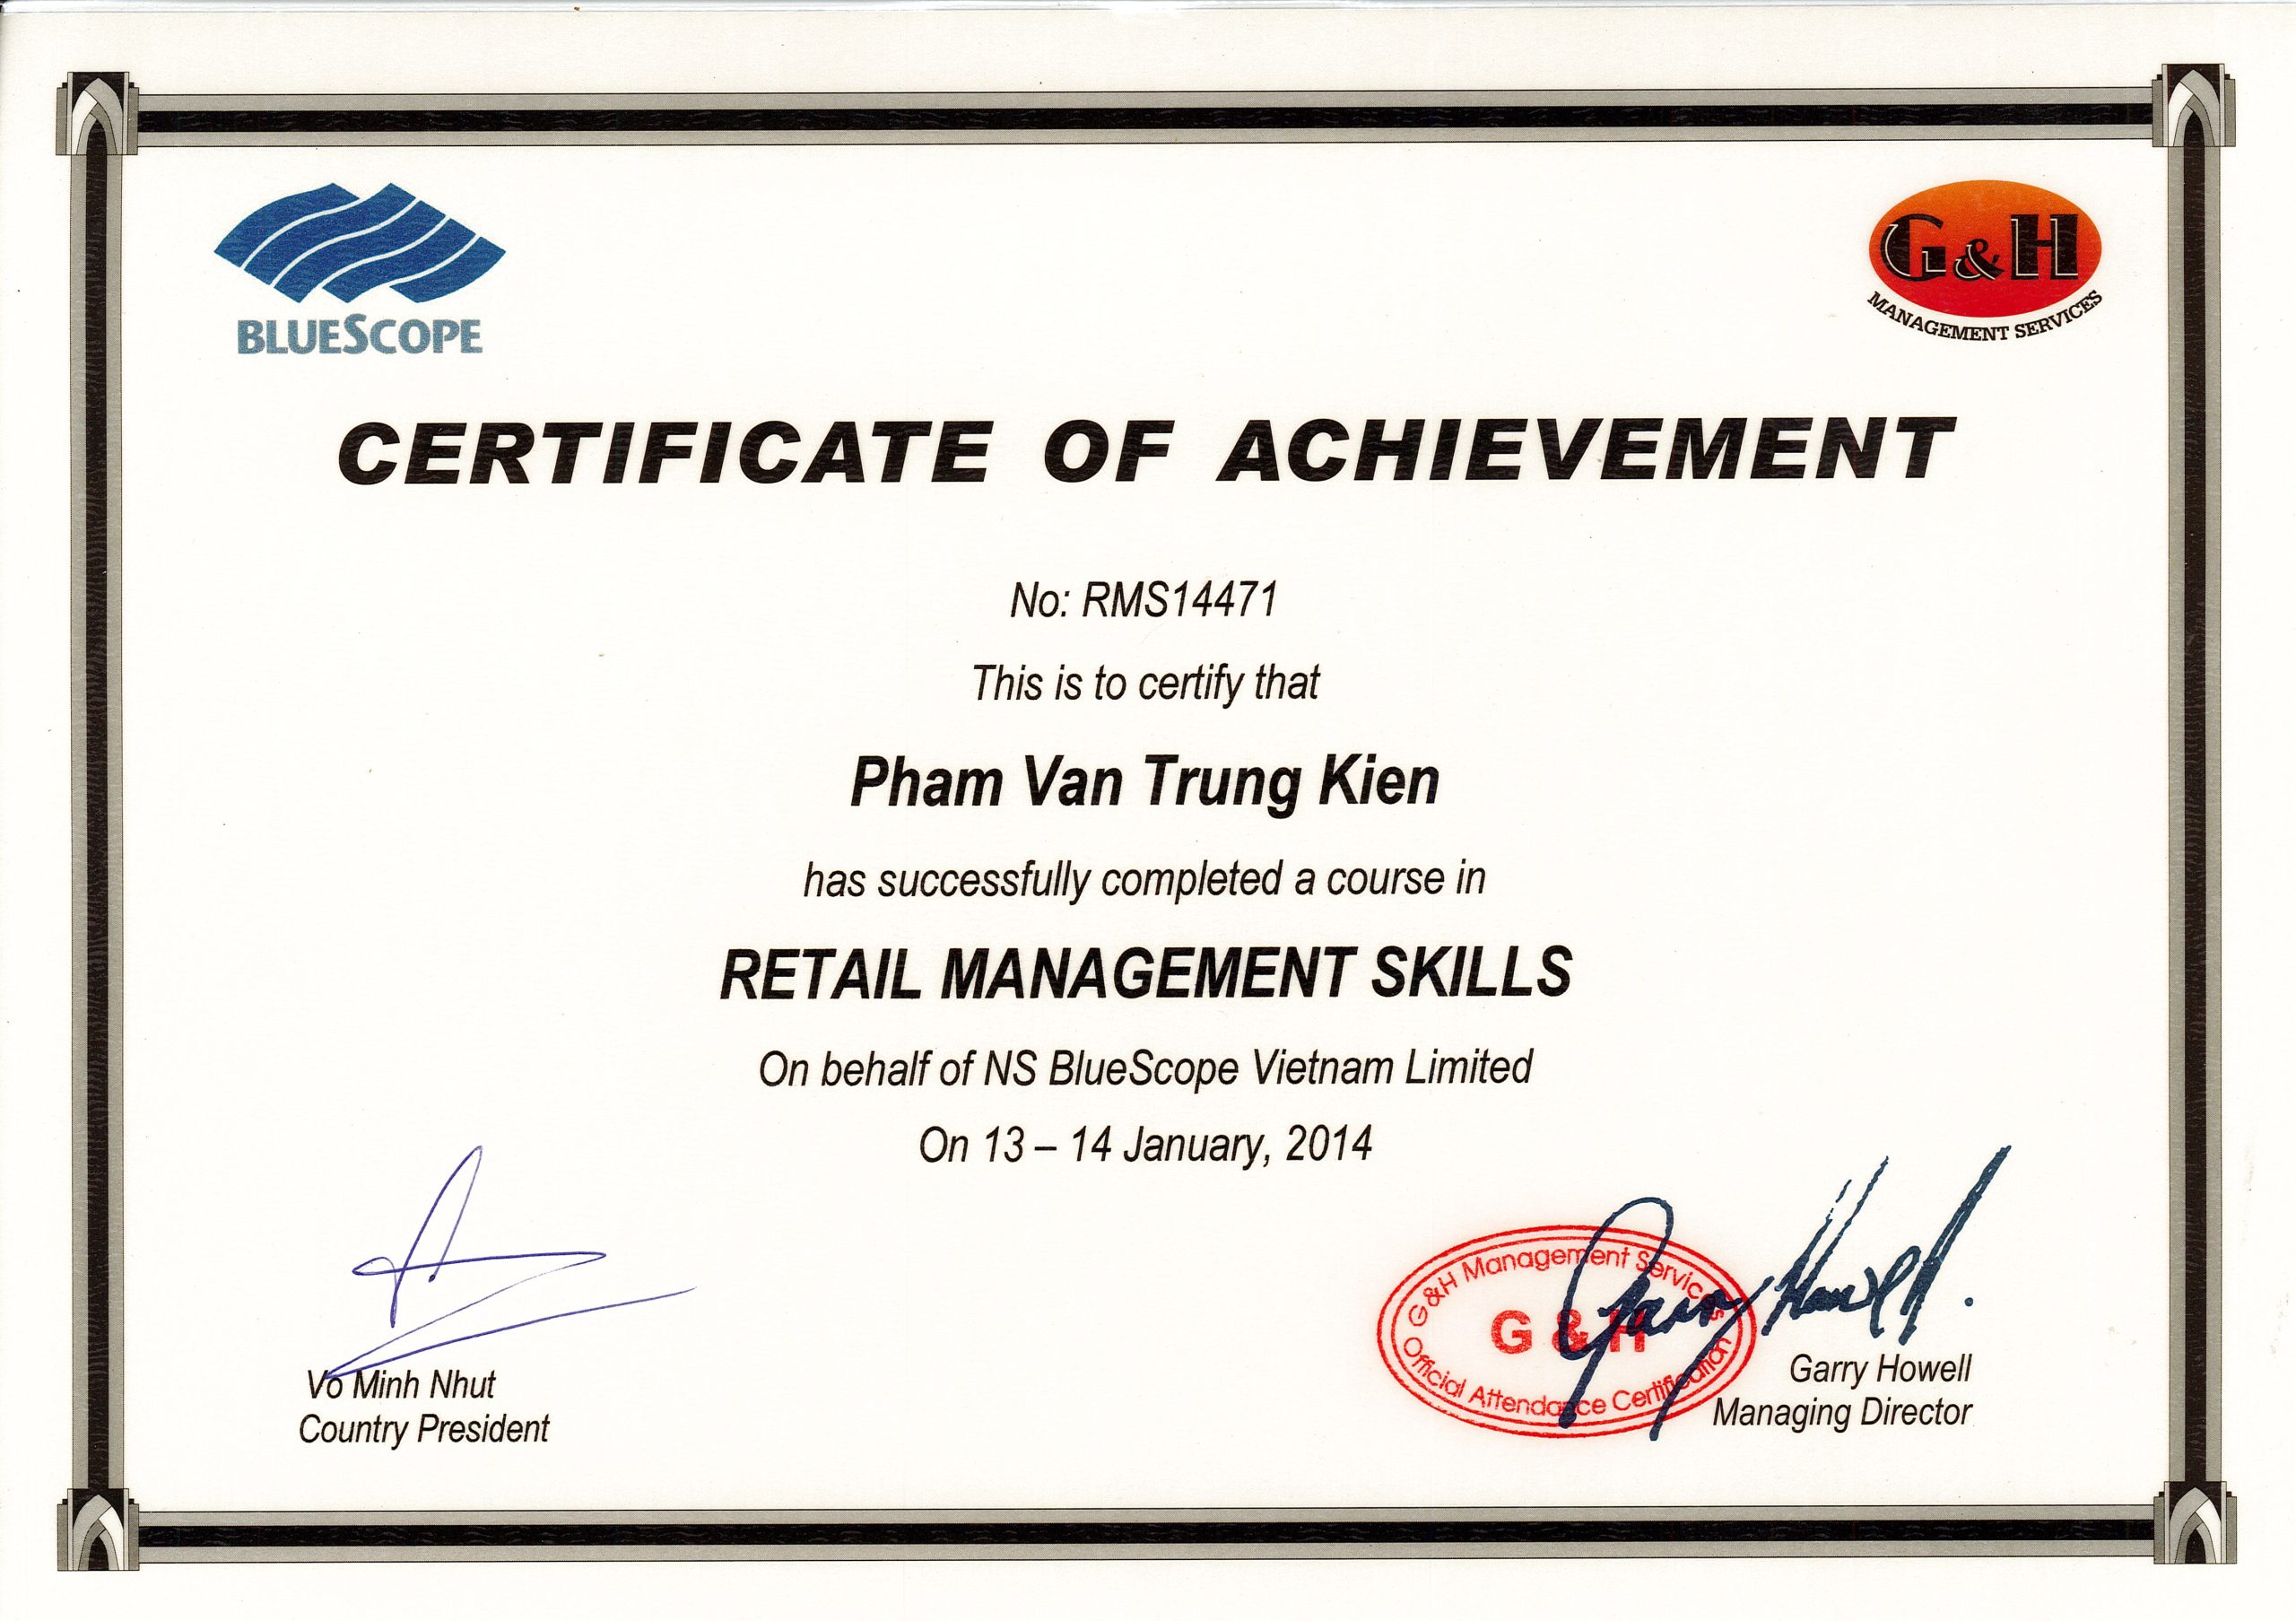 BLUESCOPE
G&H
MANAGEMENT SERVICES
CERTIFICATE OF ACHIEVEMENT
No: RMS14471
This is to certify that
Pham Van Trung Kien
has successfully completed a course in
RETAIL MANAGEMENT SKILLS
On behalf of NS BlueScope Vietnam Limited
On 13 – 14 January, 2014
G&H Management Services
G & H
Official Attendance Certification
Garry Howell.
Vo Minh Nhut
Country President
Garry Howell
Managing Director